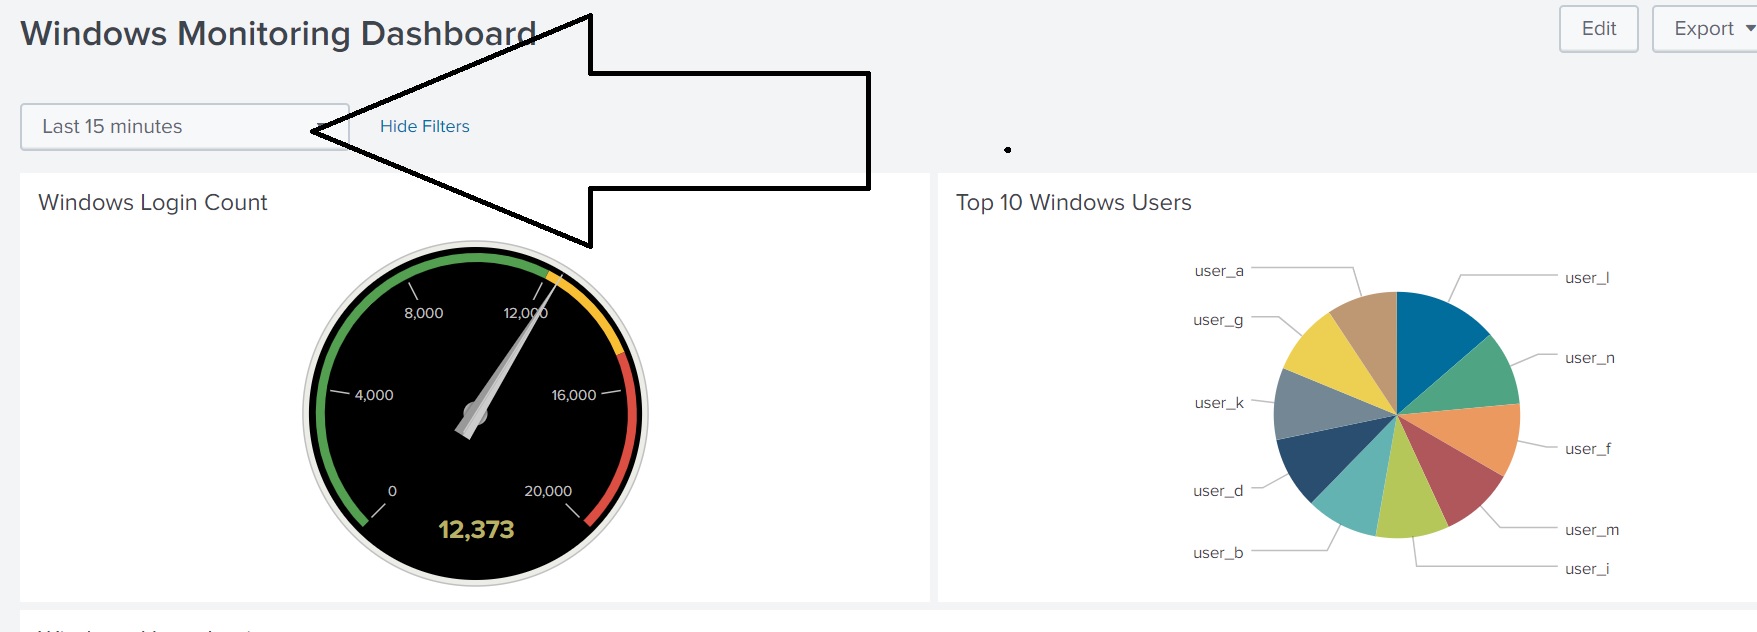 Windows Monitoring Dashboard
Edit
Export
Last 15 minutes
Hide Filters
Windows Login Count
8,000
12,000
4,000
16,000
0
20,000
12,373
Top 10 Windows Users
user_a
user_l
user_g
user_n
user_k
user_f
user_d
user_m
user_b
user_i